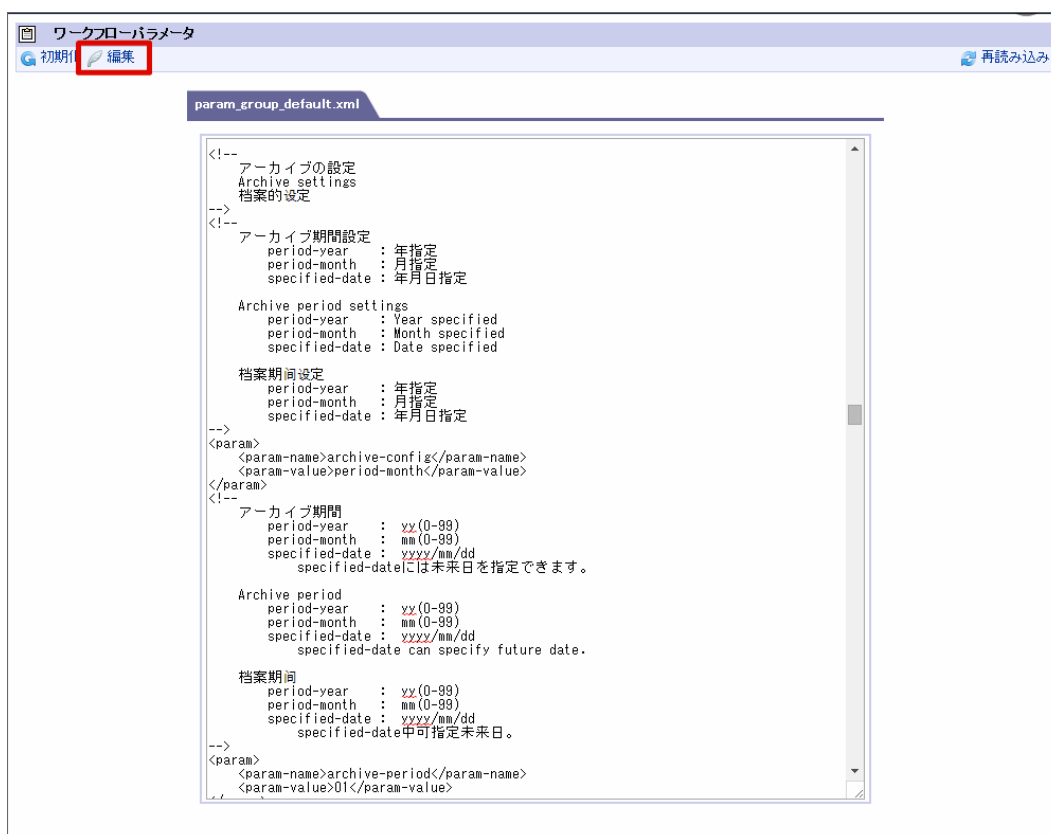 ワークフローパラメータ
初期化 編集 再読み込み
param_group_default.xml
<!--
    アーカイブの設定
    Archive settings
    档案的设定
-->
<!--
    アーカイブ期間設定
        period-year    : 年指定
        period-month   : 月指定
        specified-date : 年月日指定

    Archive period settings
        period-year    : Year specified
        period-month   : Month specified
        specified-date : Date specified

    档案期间设定
        period-year    : 年指定
        period-month   : 月指定
        specified-date : 年月日指定
-->
<param>
    <param-name>archive-config</param-name>
    <param-value>period-month</param-value>
</param>
<!--
    アーカイブ期間
        period-year    :  yy(0-99)
        period-month   :  mm(0-99)
        specified-date :  yyyy/mm/dd
            specified-dateには未来日を指定できます。

    Archive period
        period-year    :  yy(0-99)
        period-month   :  mm(0-99)
        specified-date :  yyyy/mm/dd
            specified-date can specify future date.

    档案期间
        period-year    :  yy(0-99)
        period-month   :  mm(0-99)
        specified-date :  yyyy/mm/dd
            specified-date中可指定未来日。
-->
<param>
    <param-name>archive-period</param-name>
    <param-value>01</param-value>